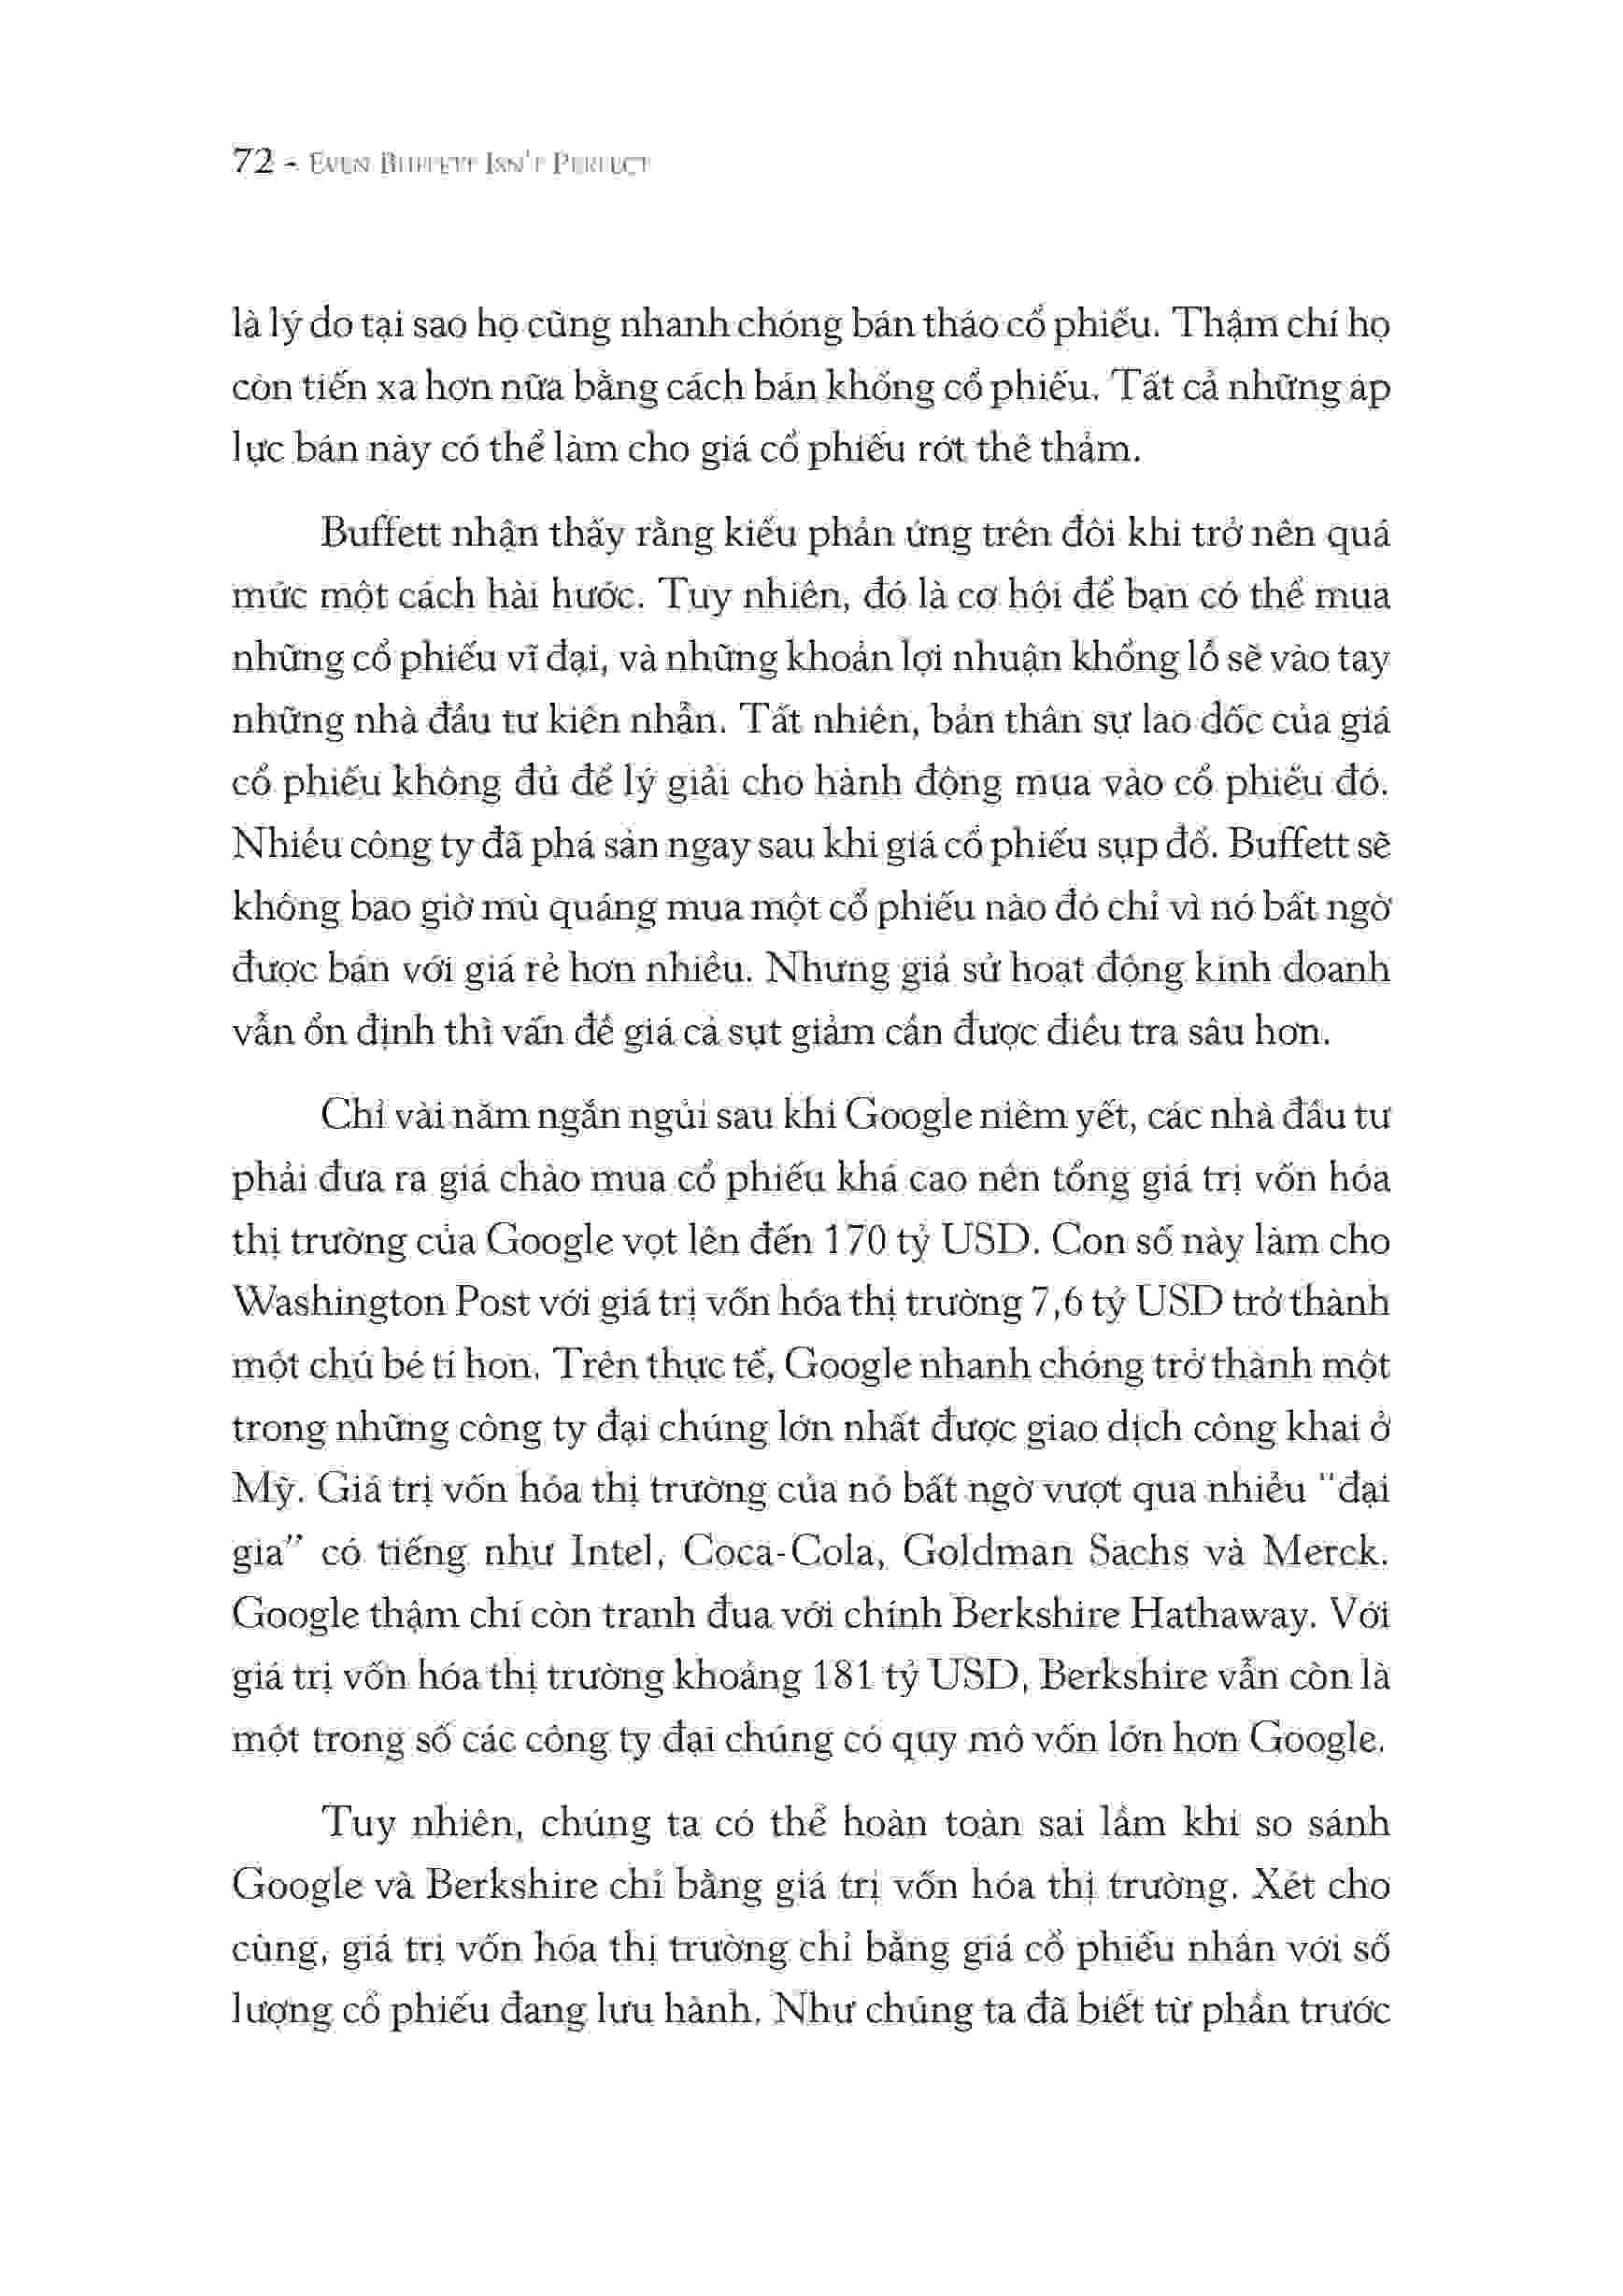 72 - Even Buffett Isn't Perfect
là lý do tại sao họ cũng nhanh chóng bán tháo cổ phiếu. Thậm chí họ
còn tiến xa hơn nữa bằng cách bán khống cổ phiếu. Tất cả những áp
lực bán này có thể làm cho giá cổ phiếu rớt thê thảm.
Buffett nhận thấy rằng kiểu phản ứng trên đôi khi trở nên quá
mức một cách hài hước. Tuy nhiên, đó là cơ hội để bạn có thể mua
những cổ phiếu vĩ đại, và những khoản lợi nhuận khổng lồ sẽ vào tay
những nhà đầu tư kiên nhẫn. Tất nhiên, bản thân sự lao dốc của giá
cổ phiếu không đủ để lý giải cho hành động mua vào cổ phiếu đó.
Nhiều công ty đã phá sản ngay sau khi giá cổ phiếu sụp đổ. Buffett sẽ
không bao giờ mù quáng mua một cổ phiếu nào đó chỉ vì nó bất ngờ
được bán với giá rẻ hơn nhiều. Nhưng giả sử hoạt động kinh doanh
vẫn ổn định thì vấn đề giá cả sụt giảm cần được điều tra sâu hơn.
Chỉ vài năm ngắn ngủi sau khi Google niêm yết, các nhà đầu tư
phải đưa ra giá chào mua cổ phiếu khá cao nên tổng giá trị vốn hóa
thị trường của Google vọt lên đến 170 tỷ USD. Con số này làm cho
Washington Post với giá trị vốn hóa thị trường 7,6 tỷ USD trở thành
một chú bé tí hon. Trên thực tế, Google nhanh chóng trở thành một
trong những công ty đại chúng lớn nhất được giao dịch công khai ở
Mỹ. Giá trị vốn hóa thị trường của nó bất ngờ vượt qua nhiều "đại
gia" có tiếng như Intel, Coca-Cola, Goldman Sachs và Merck.
Google thậm chí còn tranh đua với chính Berkshire Hathaway. Với
giá trị vốn hóa thị trường khoảng 181 tỷ USD, Berkshire vẫn còn là
một trong số các công ty đại chúng có quy mô vốn lớn hơn Google.
Tuy nhiên, chúng ta có thể hoàn toàn sai lầm khi so sánh
Google và Berkshire chỉ bằng giá trị vốn hóa thị trường. Xét cho
cùng, giá trị vốn hóa thị trường chỉ bằng giá cổ phiếu nhân với số
lượng cổ phiếu đang lưu hành. Như chúng ta đã biết từ phần trước